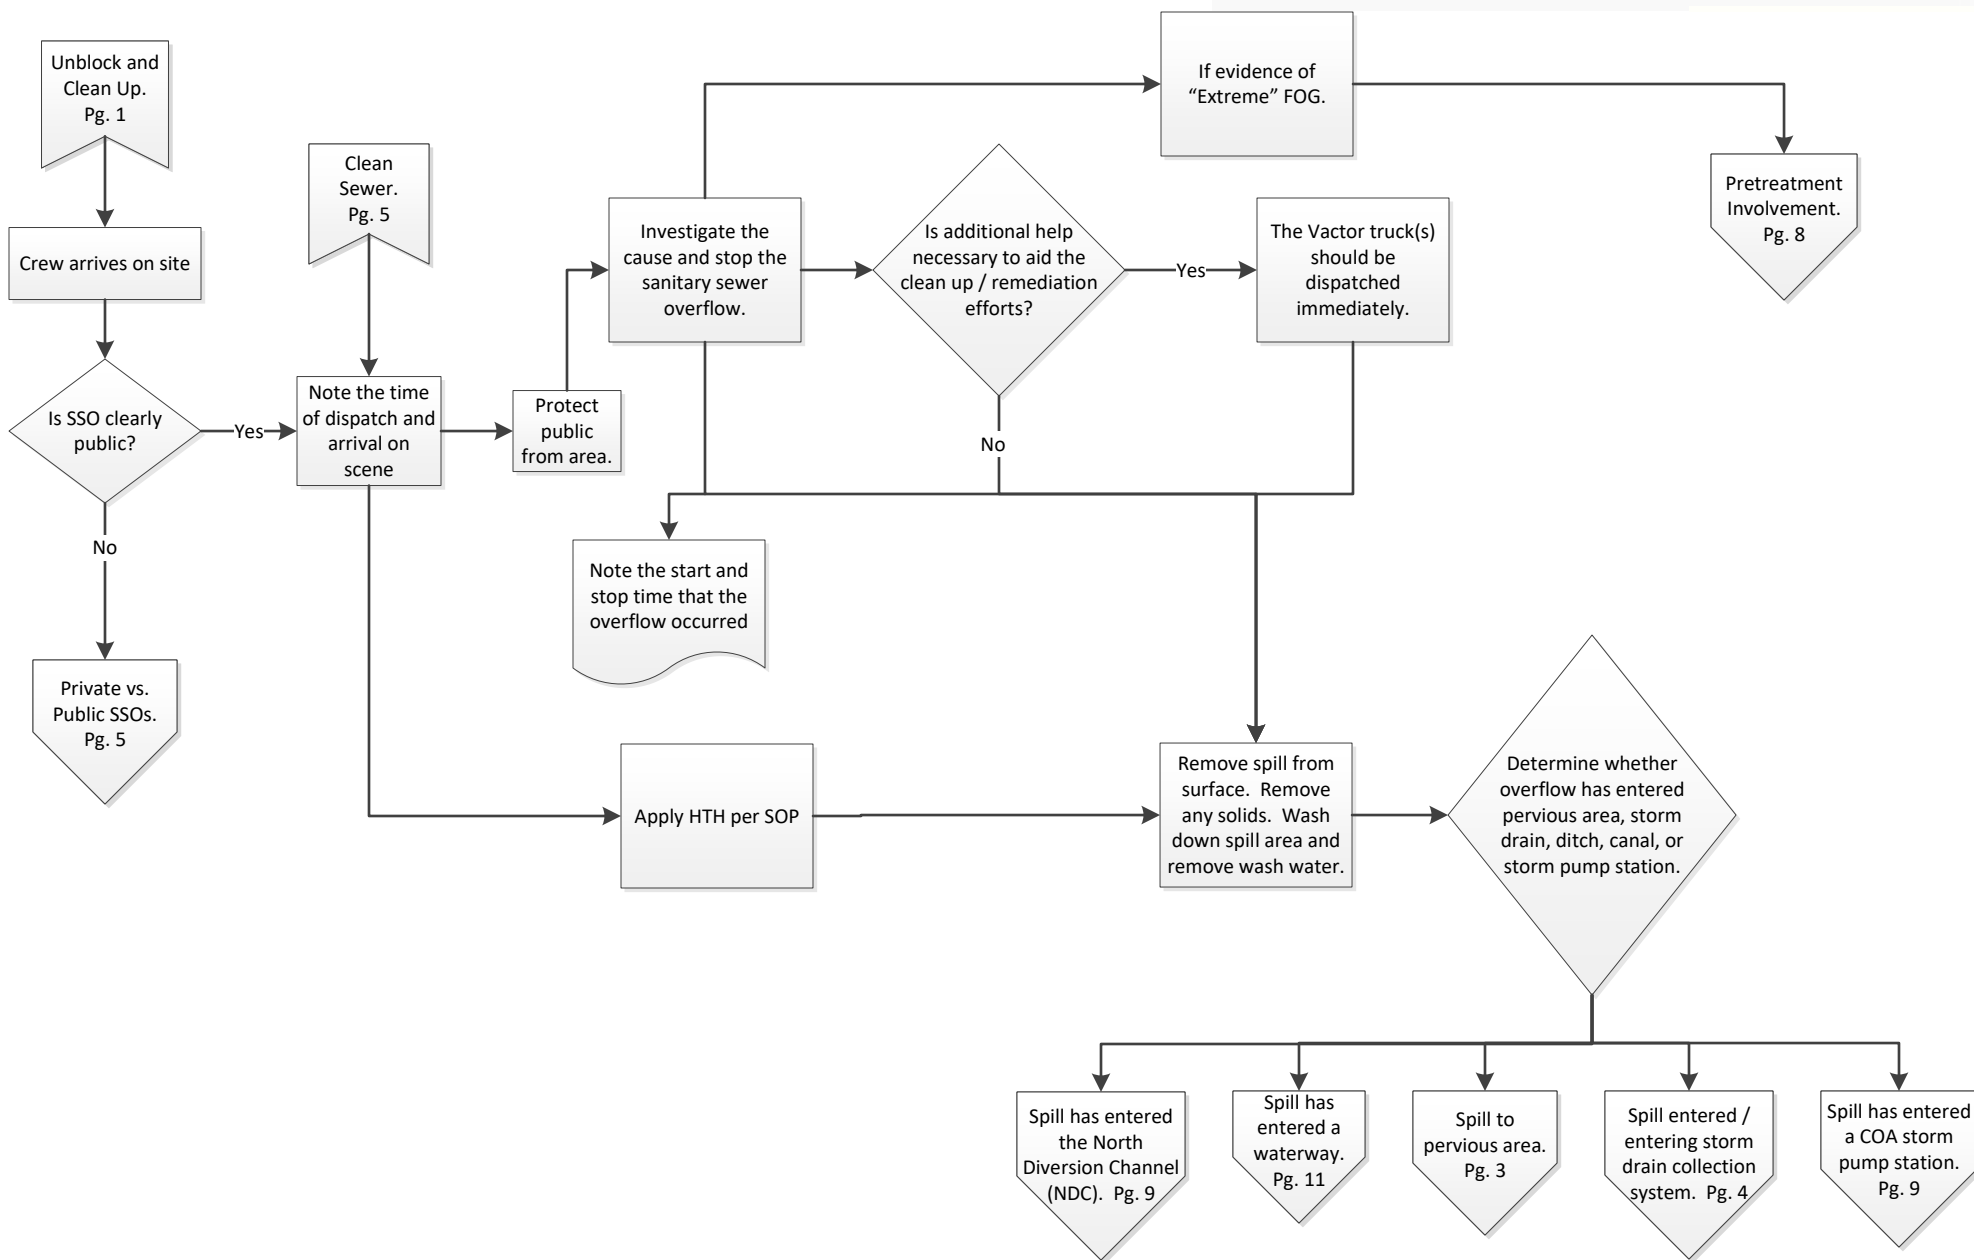 Unblock and
Clean Up.
Pg. 1
Crew arrives on site
Is SSO clearly
public?
Yes
No
Private vs.
Public SSOs.
Pg. 5
Clean
Sewer.
Pg. 5
Note the time
of dispatch and
arrival on
scene
Protect
public
from area.
Investigate the
cause and stop the
sanitary sewer
overflow.
If evidence of
“Extreme” FOG.
Pretreatment
Involvement.
Pg. 8
Is additional help
necessary to aid the
clean up / remediation
efforts?
Yes
No
The Vactor truck(s)
should be
dispatched
immediately.
Note the start and
stop time that the
overflow occurred
Apply HTH per SOP
Remove spill from
surface.  Remove
any solids.  Wash
down spill area and
remove wash water.
Determine whether
overflow has entered
pervious area, storm
drain, ditch, canal, or
storm pump station.
Spill has entered
the North
Diversion Channel
(NDC).  Pg. 9
Spill has
entered a
waterway.
Pg. 11
Spill to
pervious area.
Pg. 3
Spill entered /
entering storm
drain collection
system.  Pg. 4
Spill has entered
a COA storm
pump station.
Pg. 9